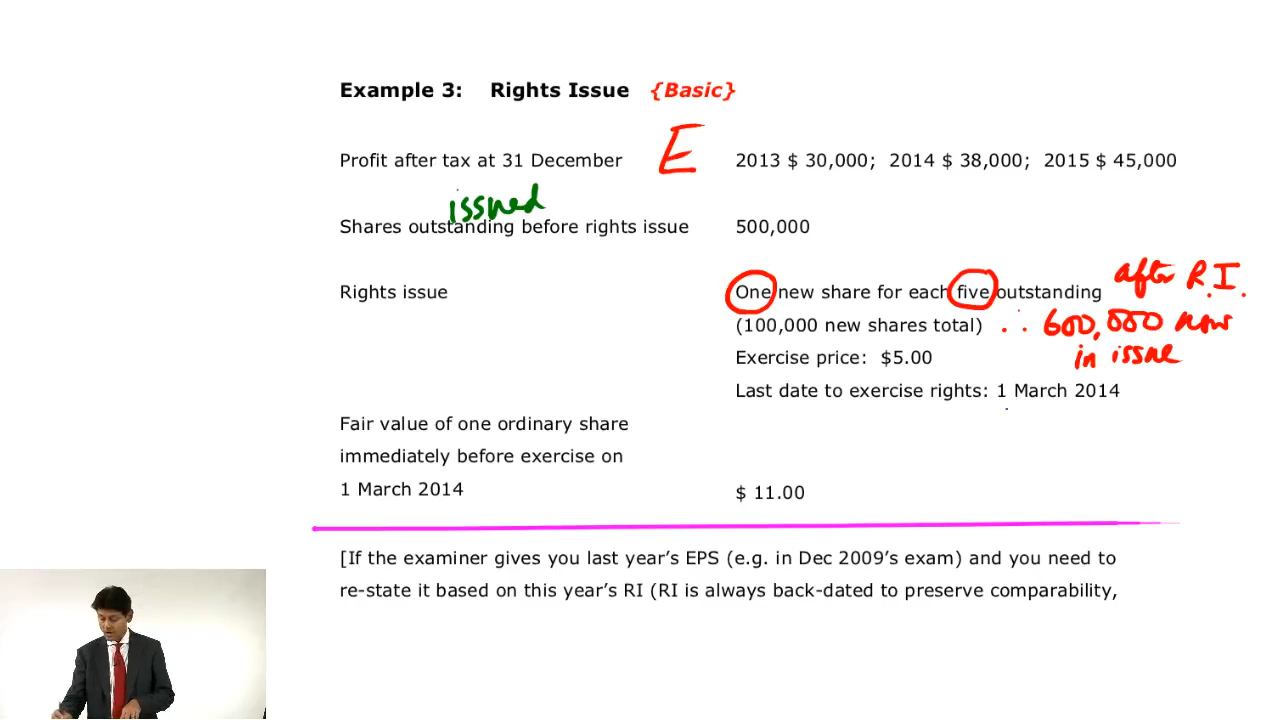 Example 3: Rights Issue {Basic}
Profit after tax at 31 December E 2013 $ 30,000; 2014 $ 38,000; 2015 $ 45,000
issued
Shares outstanding before rights issue 500,000
Rights issue One new share for each five outstanding after R.I.
(100,000 new shares total) ∴ 600,000 now
in issue
Exercise price: $5.00
Last date to exercise rights: 1 March 2014
Fair value of one ordinary share
immediately before exercise on
1 March 2014 $ 11.00
[If the examiner gives you last year's EPS (e.g. in Dec 2009's exam) and you need to
re-state it based on this year's RI (RI is always back-dated to preserve comparability,